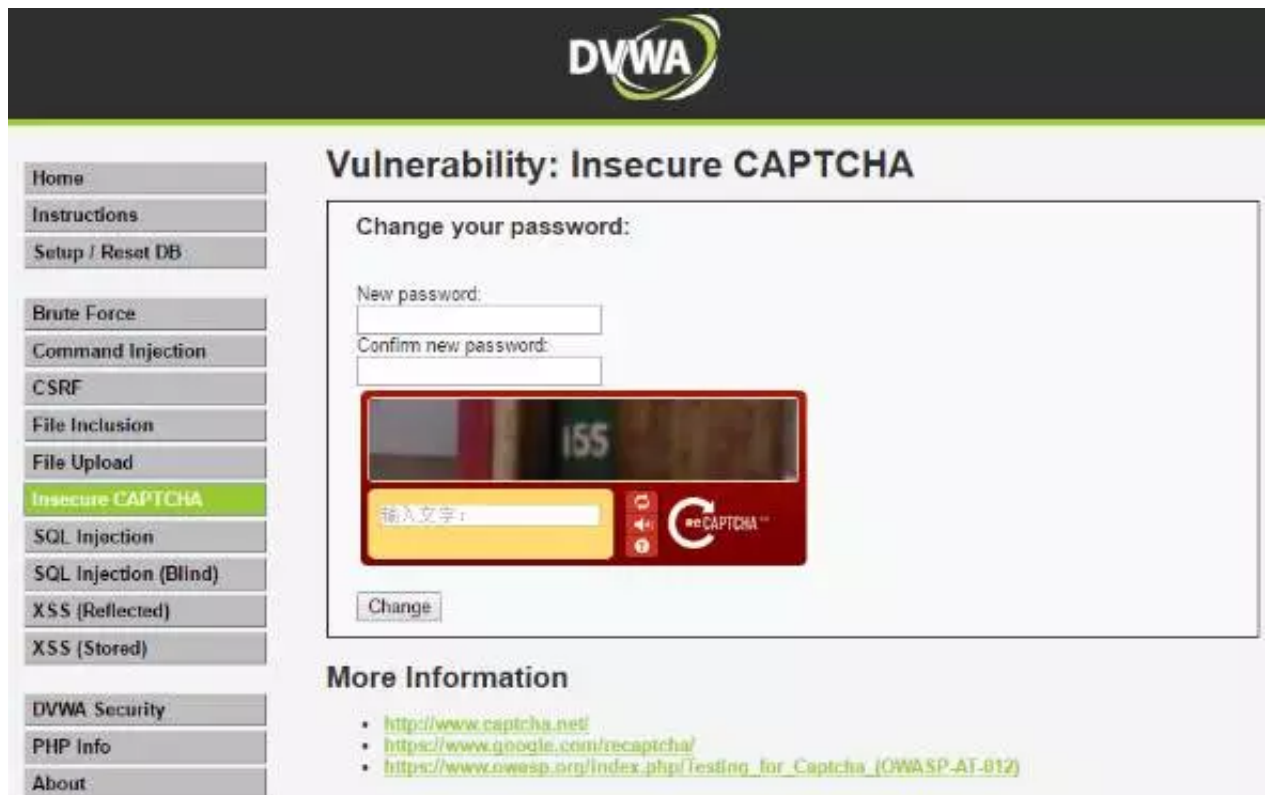 DVWA
Vulnerability: Insecure CAPTCHA
Home
Instructions
Setup / Reset DB
Brute Force
Command Injection
CSRF
File Inclusion
File Upload
Insecure CAPTCHA
SQL Injection
SQL Injection (Blind)
XSS (Reflected)
XSS (Stored)
DVWA Security
PHP Info
About
Change your password:
New password:
Confirm new password:
155
输入文字:
reCAPTCHA™
Change
More Information
http://www.captcha.net/
https://www.google.com/recaptcha/
https://www.owasp.org/index.php/Testing_for_Captcha_(OWASP-AT-012)